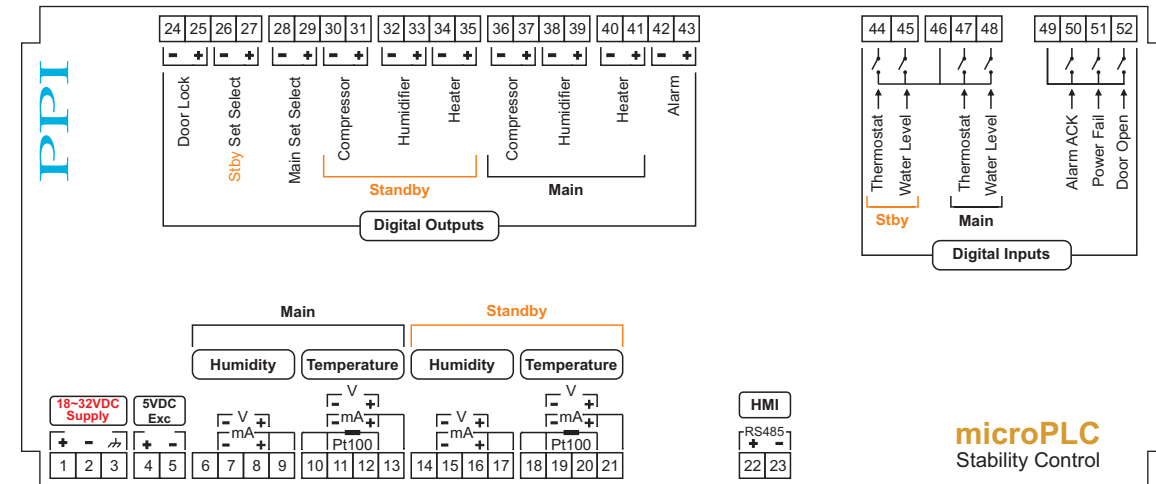 24 25 26 27 28 29 30 31 32 33 34 35 36 37 38 39 40 41 42 43
44 45 46 47 48 49 50 51 52
- + - + - + - + - + - + - + - + - + - +
PPI
Door Lock
Stby Set Select
Main Set Select
Compressor
Humidifier
Heater
Compressor
Humidifier
Heater
Alarm
Standby
Main
Digital Outputs
Thermostat
Water Level
Thermostat
Water Level
Alarm ACK
Power Fail
Door Open
Stby
Main
Digital Inputs
Main
Standby
Humidity
Temperature
Humidity
Temperature
18~32VDC
Supply
5VDC
Exc
+ -
+ -
V
- +
mA
- +
V
- +
mA
- +
Pt100
V
- +
mA
- +
V
- +
mA
- +
Pt100
HMI
RS485
+ -
1 2 3 4 5 6 7 8 9 10 11 12 13 14 15 16 17 18 19 20 21 22 23
microPLC
Stability Control